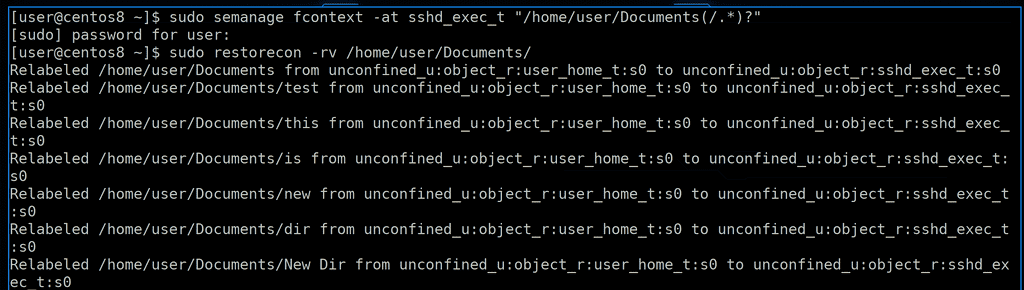 [user@centos8 ~]$ sudo semanage fcontext -at sshd_exec_t "/home/user/Documents(/.*)?"
[sudo] password for user:
[user@centos8 ~]$ sudo restorecon -rv /home/user/Documents/
Relabeled /home/user/Documents from unconfined_u:object_r:user_home_t:s0 to unconfined_u:object_r:sshd_exec_t:s0
Relabeled /home/user/Documents/test from unconfined_u:object_r:user_home_t:s0 to unconfined_u:object_r:sshd_exec_
t:s0
Relabeled /home/user/Documents/this from unconfined_u:object_r:user_home_t:s0 to unconfined_u:object_r:sshd_exec_
t:s0
Relabeled /home/user/Documents/is from unconfined_u:object_r:user_home_t:s0 to unconfined_u:object_r:sshd_exec_t:
s0
Relabeled /home/user/Documents/new from unconfined_u:object_r:user_home_t:s0 to unconfined_u:object_r:sshd_exec_t
:s0
Relabeled /home/user/Documents/dir from unconfined_u:object_r:user_home_t:s0 to unconfined_u:object_r:sshd_exec_t
:s0
Relabeled /home/user/Documents/New Dir from unconfined_u:object_r:user_home_t:s0 to unconfined_u:object_r:sshd_ex
ec_t:s0